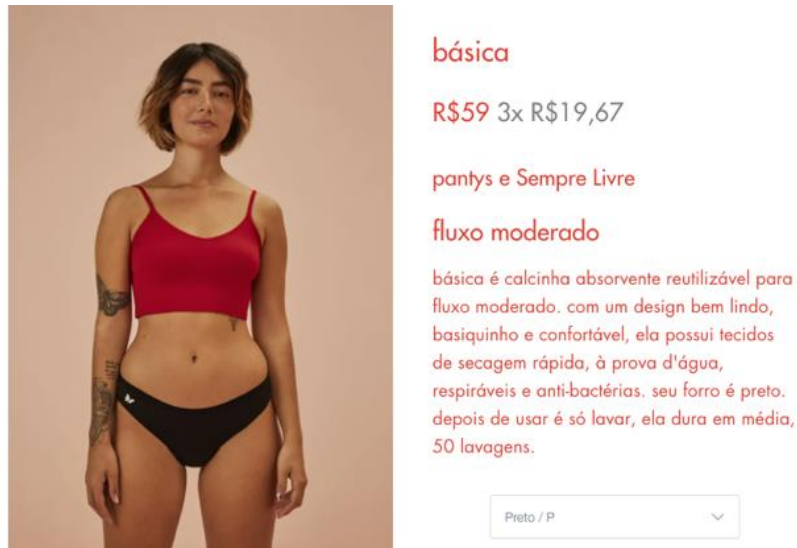 básica
R$59 3x R$19,67
pantys e Sempre Livre
fluxo moderado
básica é calcinha absorvente reutilizável para
fluxo moderado. com um design bem lindo,
basiquinho e confortável, ela possui tecidos
de secagem rápida, à prova d'água,
respiráveis e anti-bactérias. seu forro é preto.
depois de usar é só lavar, ela dura em média,
50 lavagens.
Preto / P